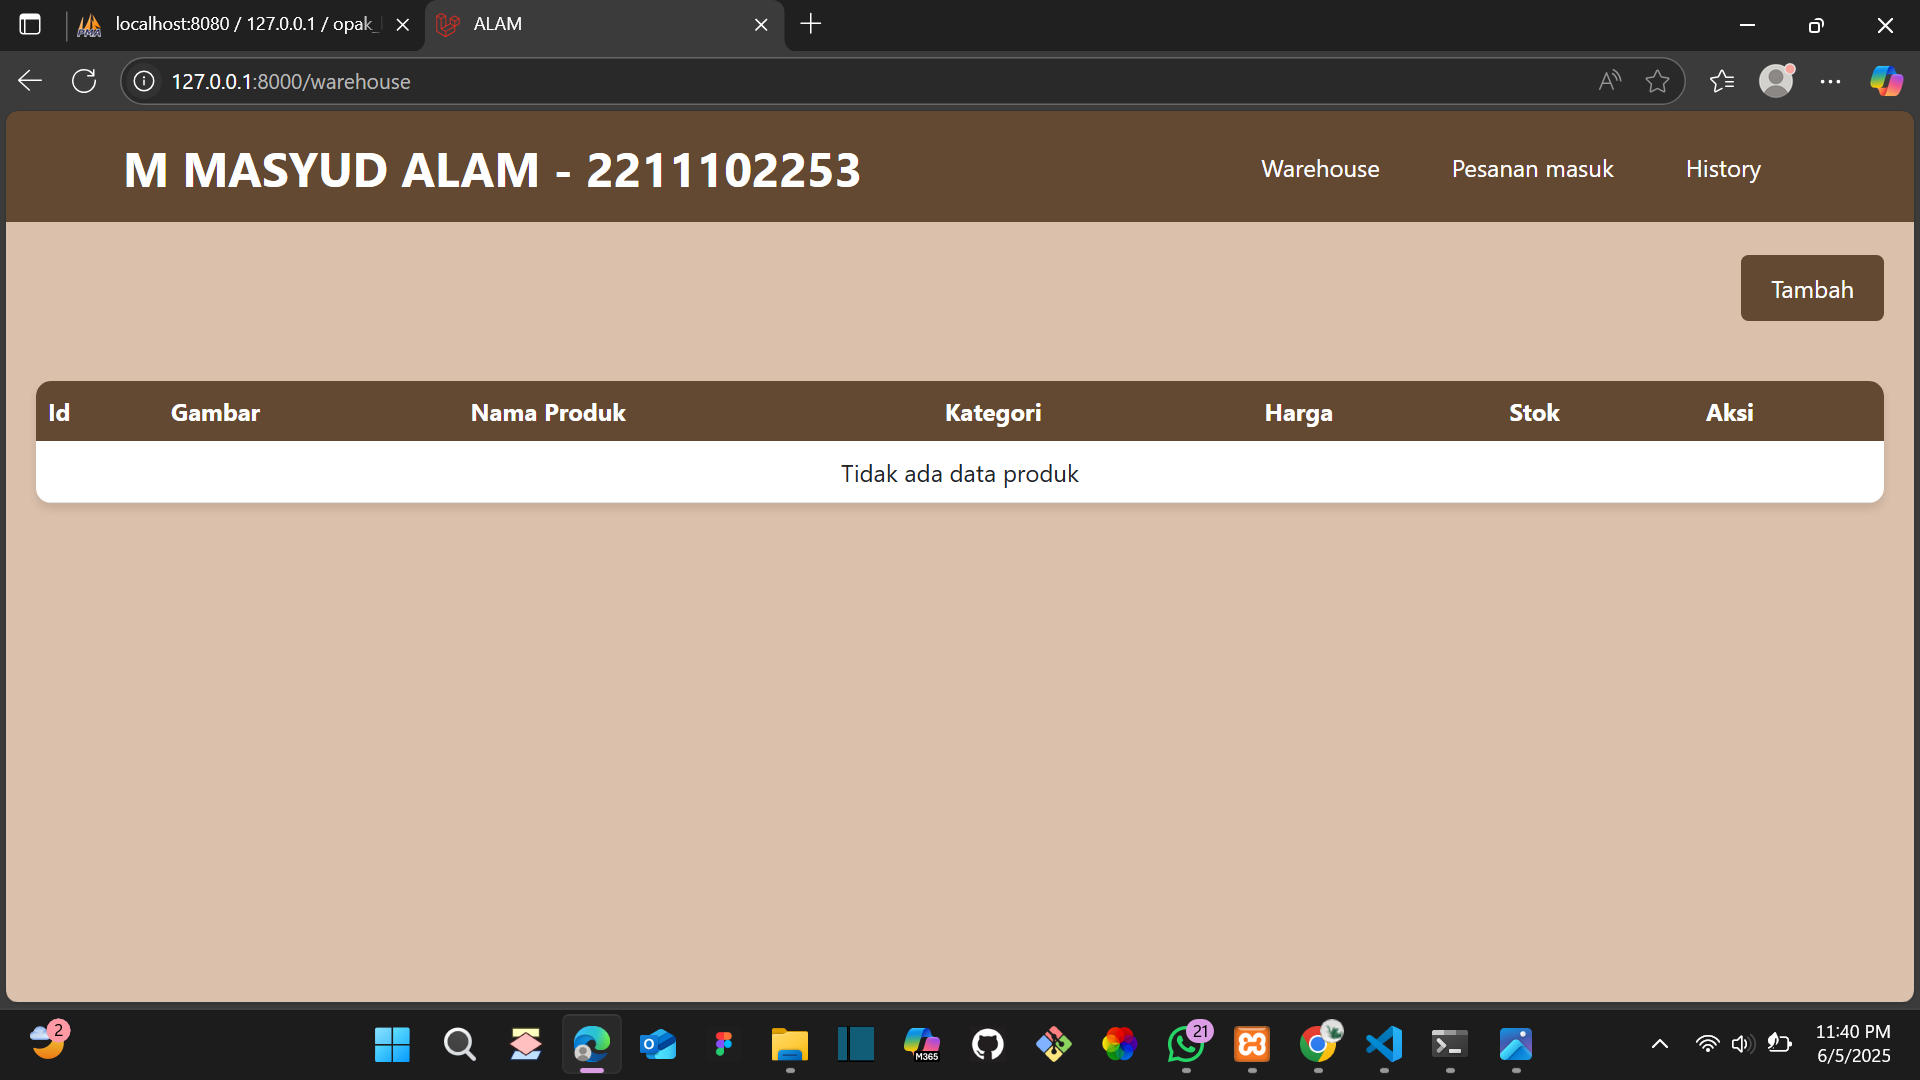 localhost:8080 / 127.0.0.1 / opak_
ALAM
127.0.0.1:8000/warehouse
M MASYUD ALAM - 2211102253
Warehouse
Pesanan masuk
History
Tambah
Id Gambar Nama Produk Kategori Harga Stok Aksi
Tidak ada data produk
2
M365
21
11:40 PM
6/5/2025